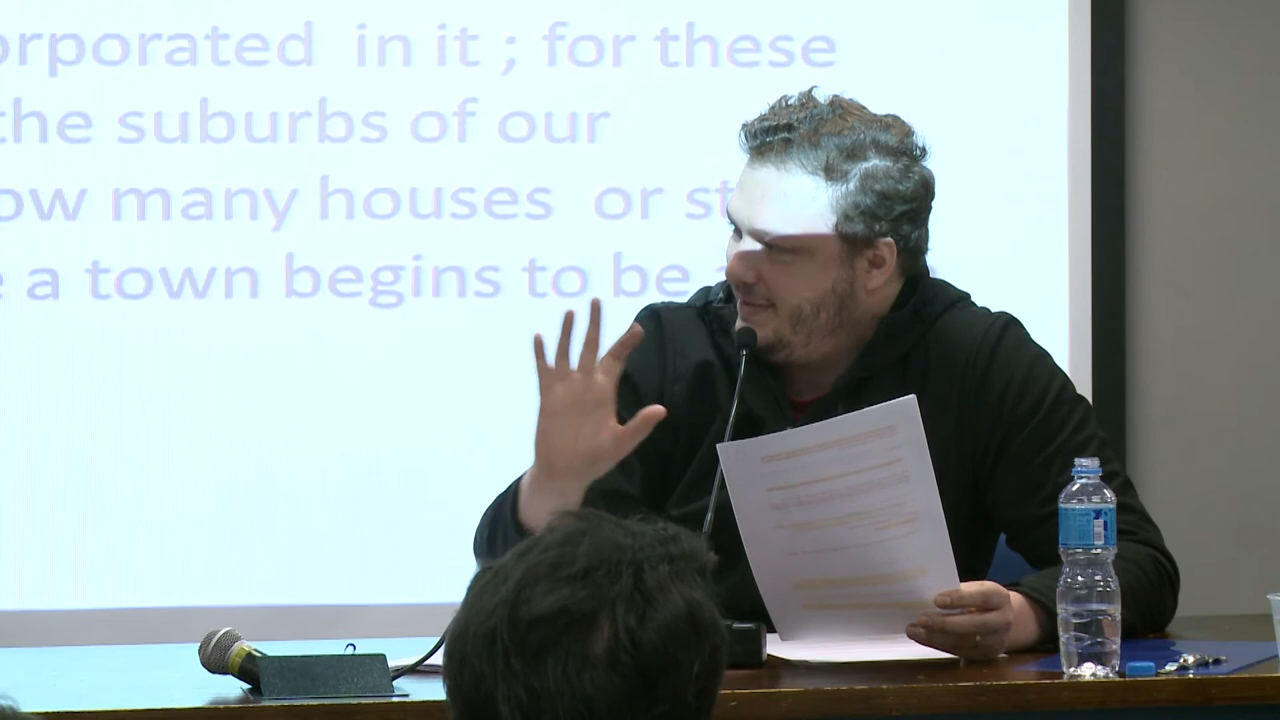 orporated in it ; for these
the suburbs of our
ow many houses or st
e a town begins to be